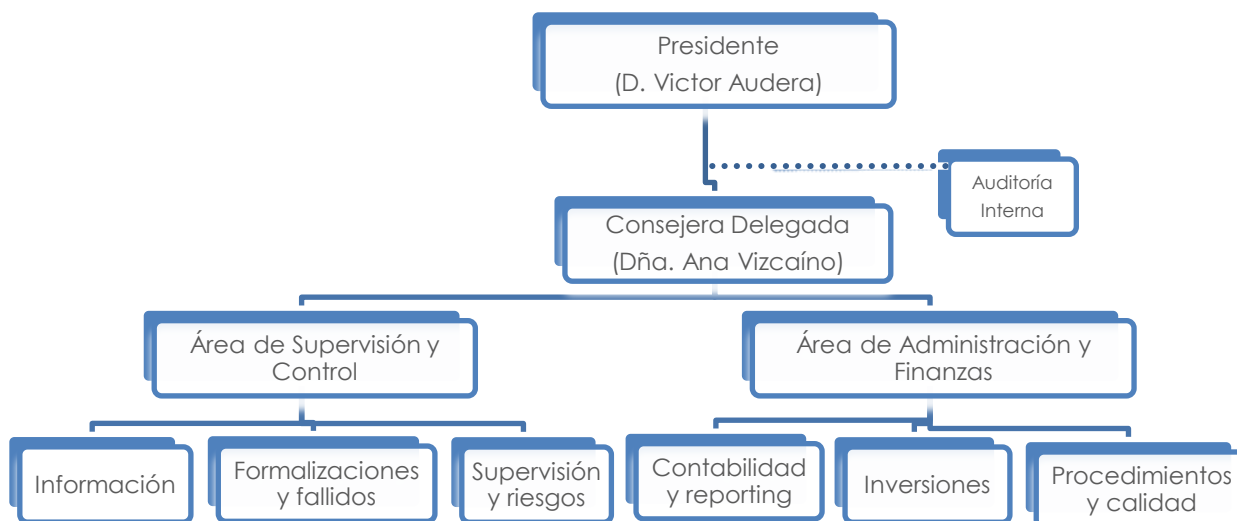 Presidente
(D. Victor Audera)
Auditoría
Interna
Consejera Delegada
(Dña. Ana Vizcaíno)
Área de Supervisión y
Control
Área de Administración y
Finanzas
Información
Formalizaciones
y fallidos
Supervisión
y riesgos
Contabilidad
y reporting
Inversiones
Procedimientos
y calidad